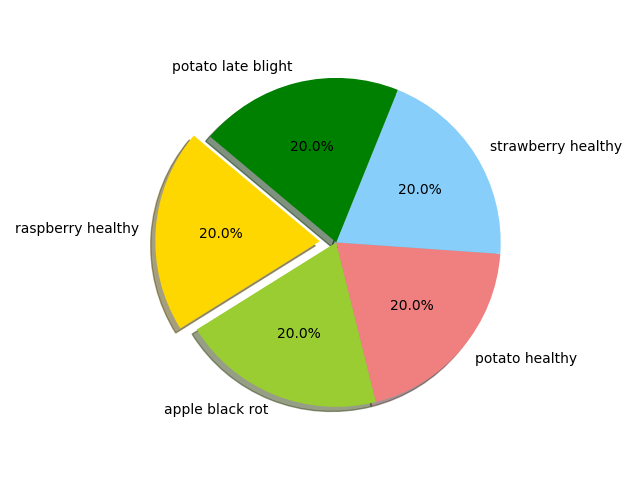 potato late blight
20.0%
strawberry healthy
20.0%
raspberry healthy
20.0%
20.0%
potato healthy
20.0%
apple black rot